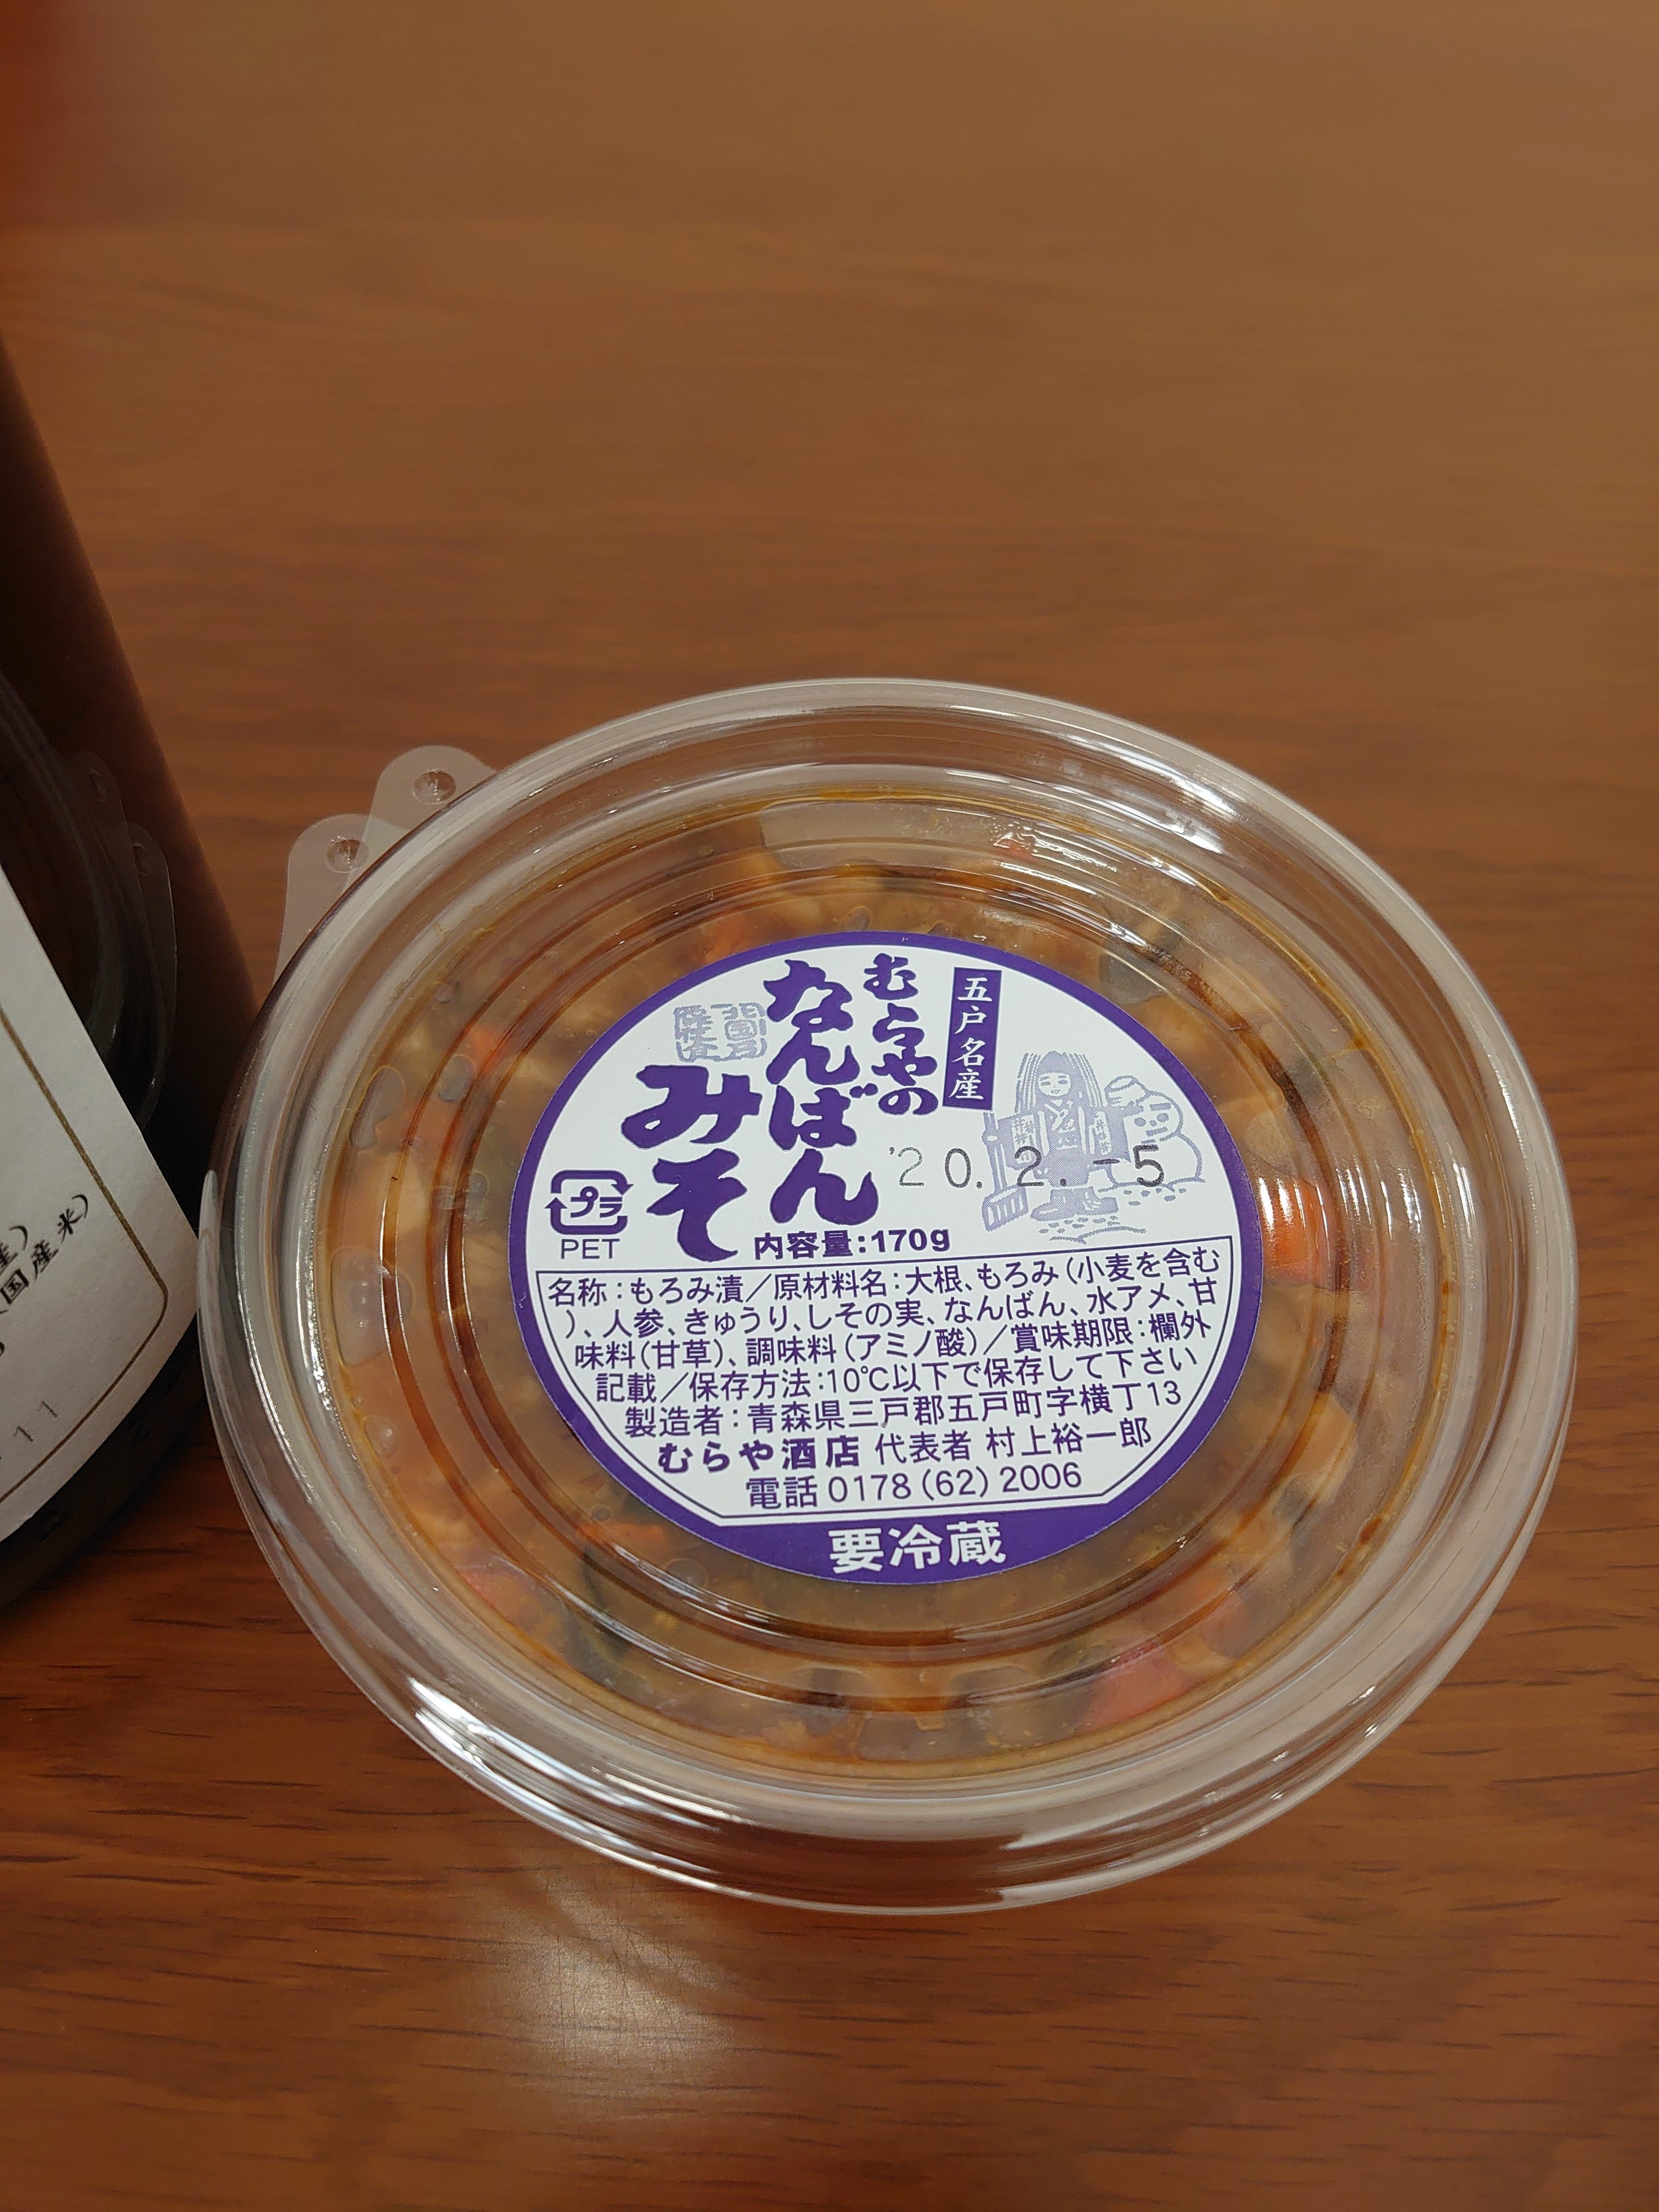 五戸名産
むらやの
なんばん
みそ
'20.2.-5
プラ
PET
内容量:170g
名称:もろみ漬／原材料名:大根、もろみ(小麦を含む
)、人参、きゅうり、しその実、なんばん、水アメ、甘
味料(甘草)、調味料(アミノ酸)／賞味期限:欄外
記載／保存方法:10℃以下で保存して下さい
製造者:青森県三戸郡五戸町字横丁13
むらや酒店 代表者 村上裕一郎
電話 0178(62)2006
要冷蔵
国産米)
11